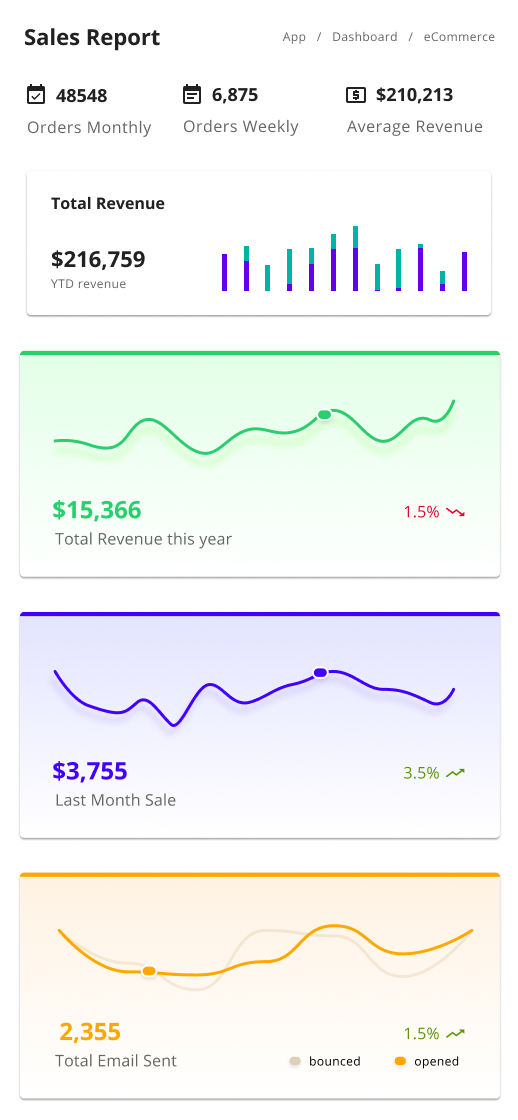 Sales Report
App / Dashboard / eCommerce
48548
6,875
$210,213
Orders Monthly
Orders Weekly
Average Revenue
Total Revenue
$216,759
YTD revenue
$15,366
1.5%
Total Revenue this year
$3,755
3.5%
Last Month Sale
2,355
1.5%
Total Email Sent
bounced
opened